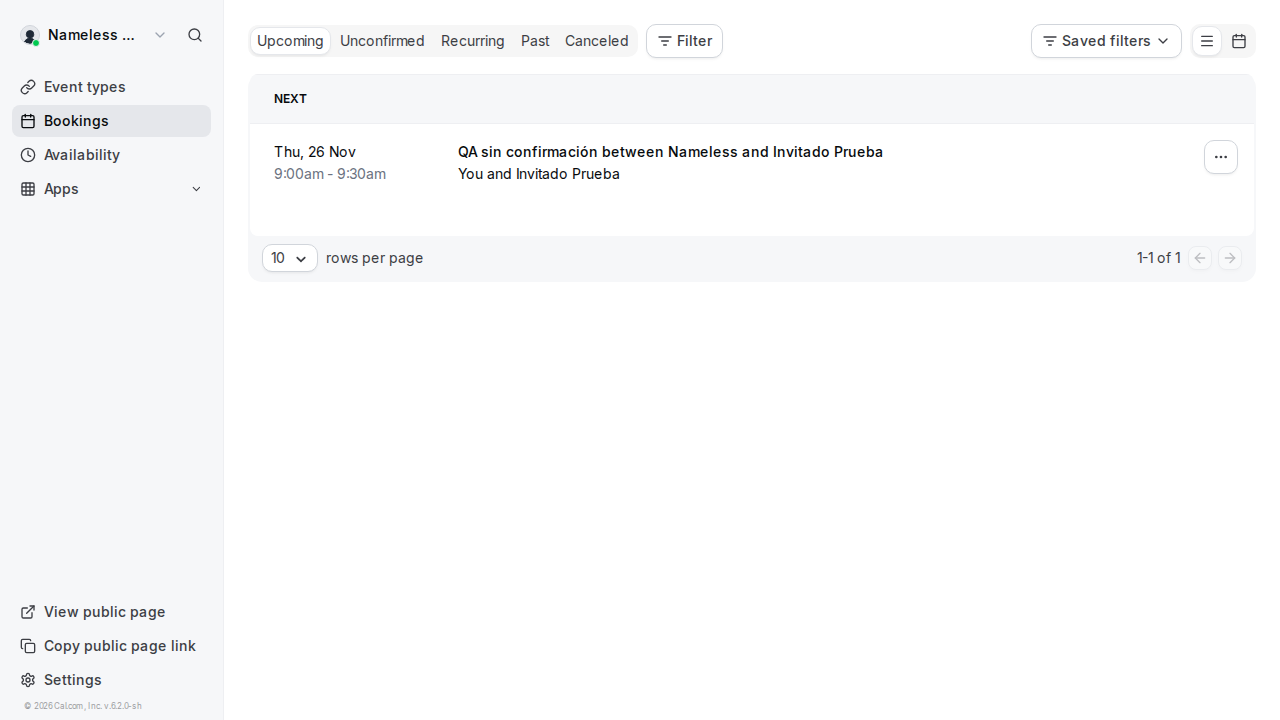 Nameless ...
Event types
Bookings
Availability
Apps
Upcoming Unconfirmed Recurring Past Canceled Filter
Saved filters
NEXT
Thu, 26 Nov
9:00am - 9:30am
QA sin confirmación between Nameless and Invitado Prueba
You and Invitado Prueba
10 rows per page
1-1 of 1
View public page
Copy public page link
Settings
© 2026 Cal.com, Inc. v.6.2.0-sh